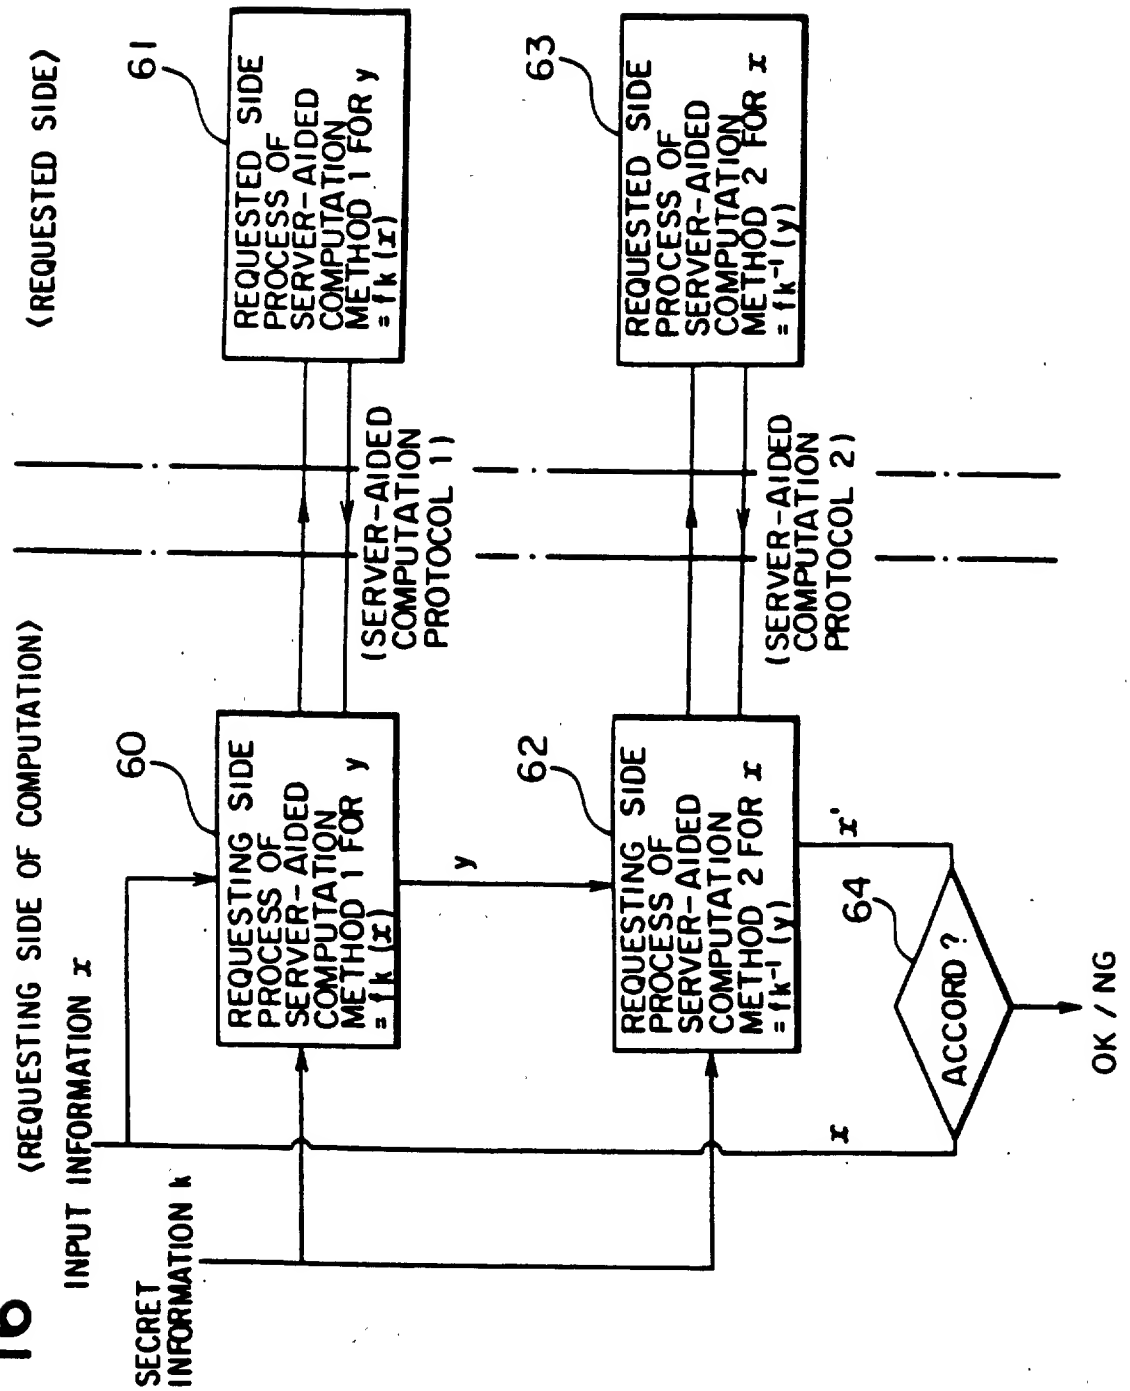 ⟨REQUESTING SIDE OF COMPUTATION⟩
⟨REQUESTED SIDE⟩
INPUT INFORMATION x
SECRET
INFORMATION k
60
REQUESTING SIDE
PROCESS OF
SERVER-AIDED
COMPUTATION
METHOD 1 FOR y
= fk (x)
61
REQUESTED SIDE
PROCESS OF
SERVER-AIDED
COMPUTATION
METHOD 1 FOR y
= fk (x)
(SERVER-AIDED
COMPUTATION
PROTOCOL 1)
y
62
REQUESTING SIDE
PROCESS OF
SERVER-AIDED
COMPUTATION
METHOD 2 FOR x
= fk⁻¹ (y)
63
REQUESTED SIDE
PROCESS OF
SERVER-AIDED
COMPUTATION
METHOD 2 FOR x
= fk⁻¹ (y)
(SERVER-AIDED
COMPUTATION
PROTOCOL 2)
x
x'
64
ACCORD ?
OK / NG